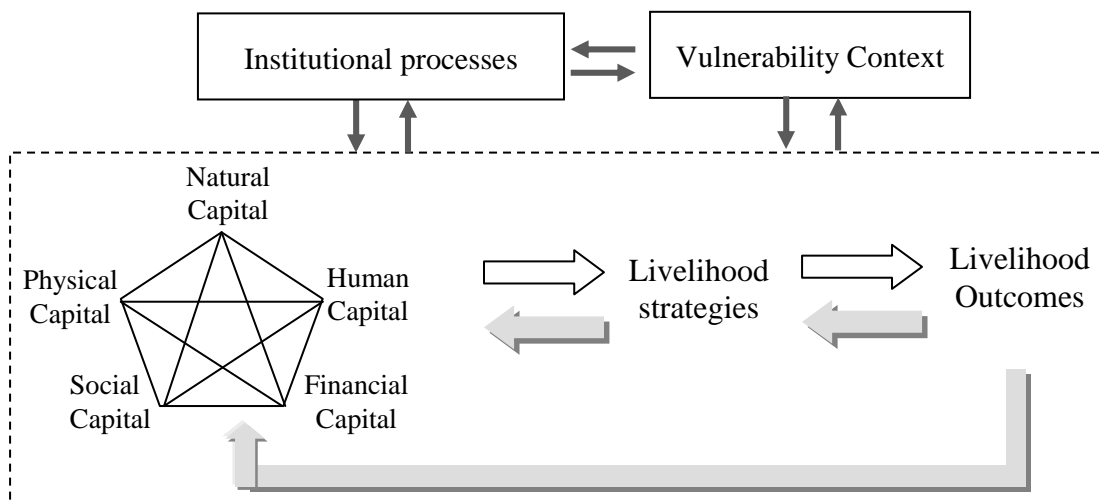 Institutional processes
Vulnerability Context
Natural
Capital
Physical
Capital
Human
Capital
Social
Capital
Financial
Capital
Livelihood
strategies
Livelihood
Outcomes